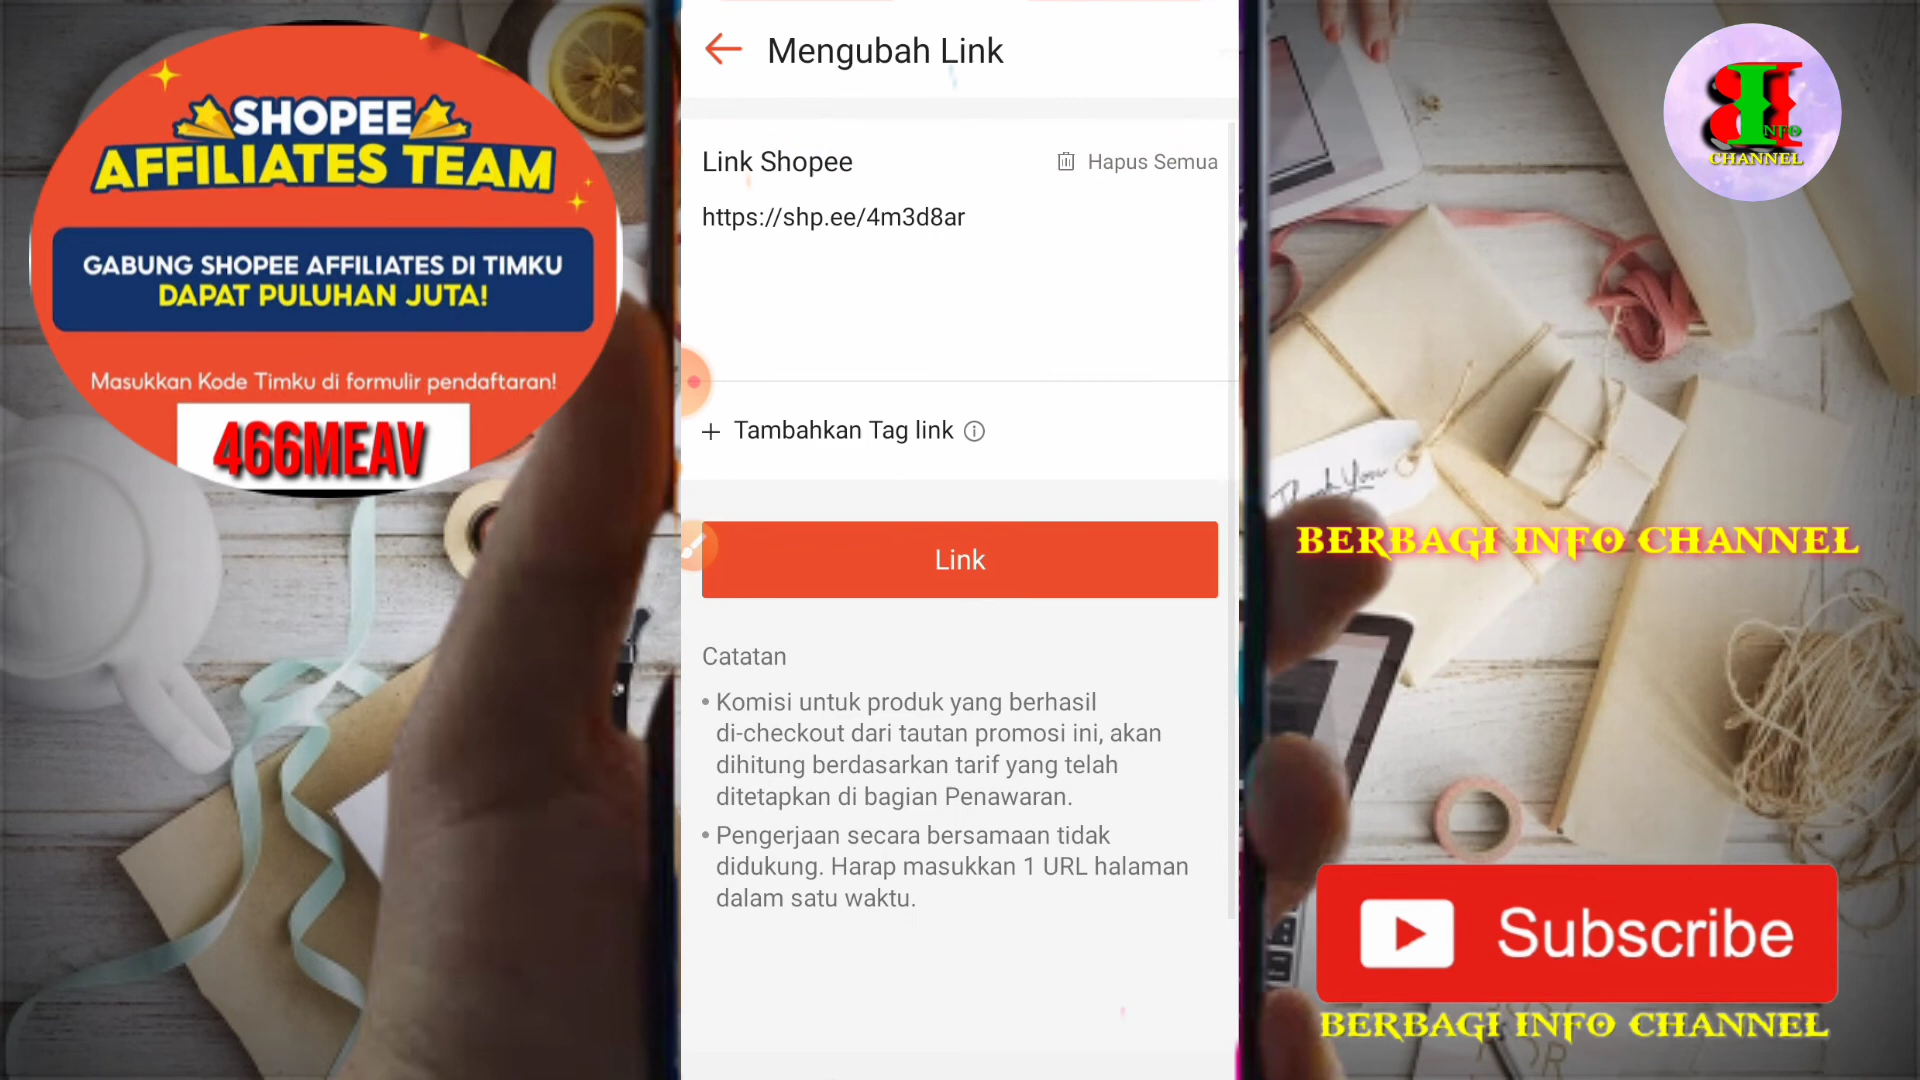 SHOPEE
AFFILIATES TEAM
GABUNG SHOPEE AFFILIATES DI TIMKU
DAPAT PULUHAN JUTA!
Masukkan Kode Timku di formulir pendaftaran!
466MEAV
Mengubah Link
Link Shopee
Hapus Semua
https://shp.ee/4m3d8ar
+ Tambahkan Tag link
Link
Catatan
• Komisi untuk produk yang berhasil
di-checkout dari tautan promosi ini, akan
dihitung berdasarkan tarif yang telah
ditetapkan di bagian Penawaran.
• Pengerjaan secara bersamaan tidak
didukung. Harap masukkan 1 URL halaman
dalam satu waktu.
NFO
CHANNEL
Thank You
BERBAGI INFO CHANNEL
Subscribe
BERBAGI INFO CHANNEL